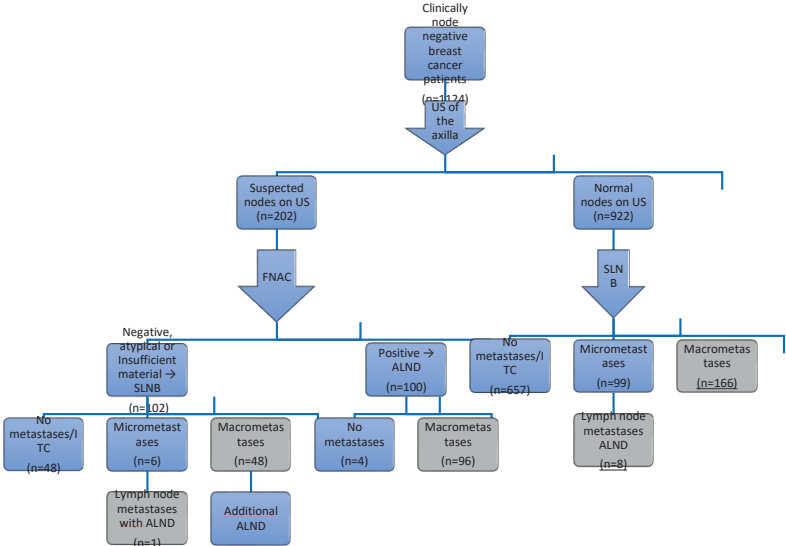 Clinically
node
negative
breast
cancer
patients
(n=1124)
US of
the
axilla
Suspected
nodes on US
(n=202)
Normal
nodes on US
(n=922)
FNAC
SLN
B
Negative,
atypical or
Insufficient
material →
SLNB
(n=102)
Positive →
ALND
(n=100)
No
metastases/I
TC
(n=657)
Micrometast
ases
(n=99)
Macrometas
tases
(n=166)
No
metastases/I
TC
(n=48)
Micrometast
ases
(n=6)
Macrometas
tases
(n=48)
No
metastases
(n=4)
Macrometas
tases
(n=96)
Lymph node
metastases
ALND
(n=8)
Lymph node
metastases
with ALND
(n=1)
Additional
ALND